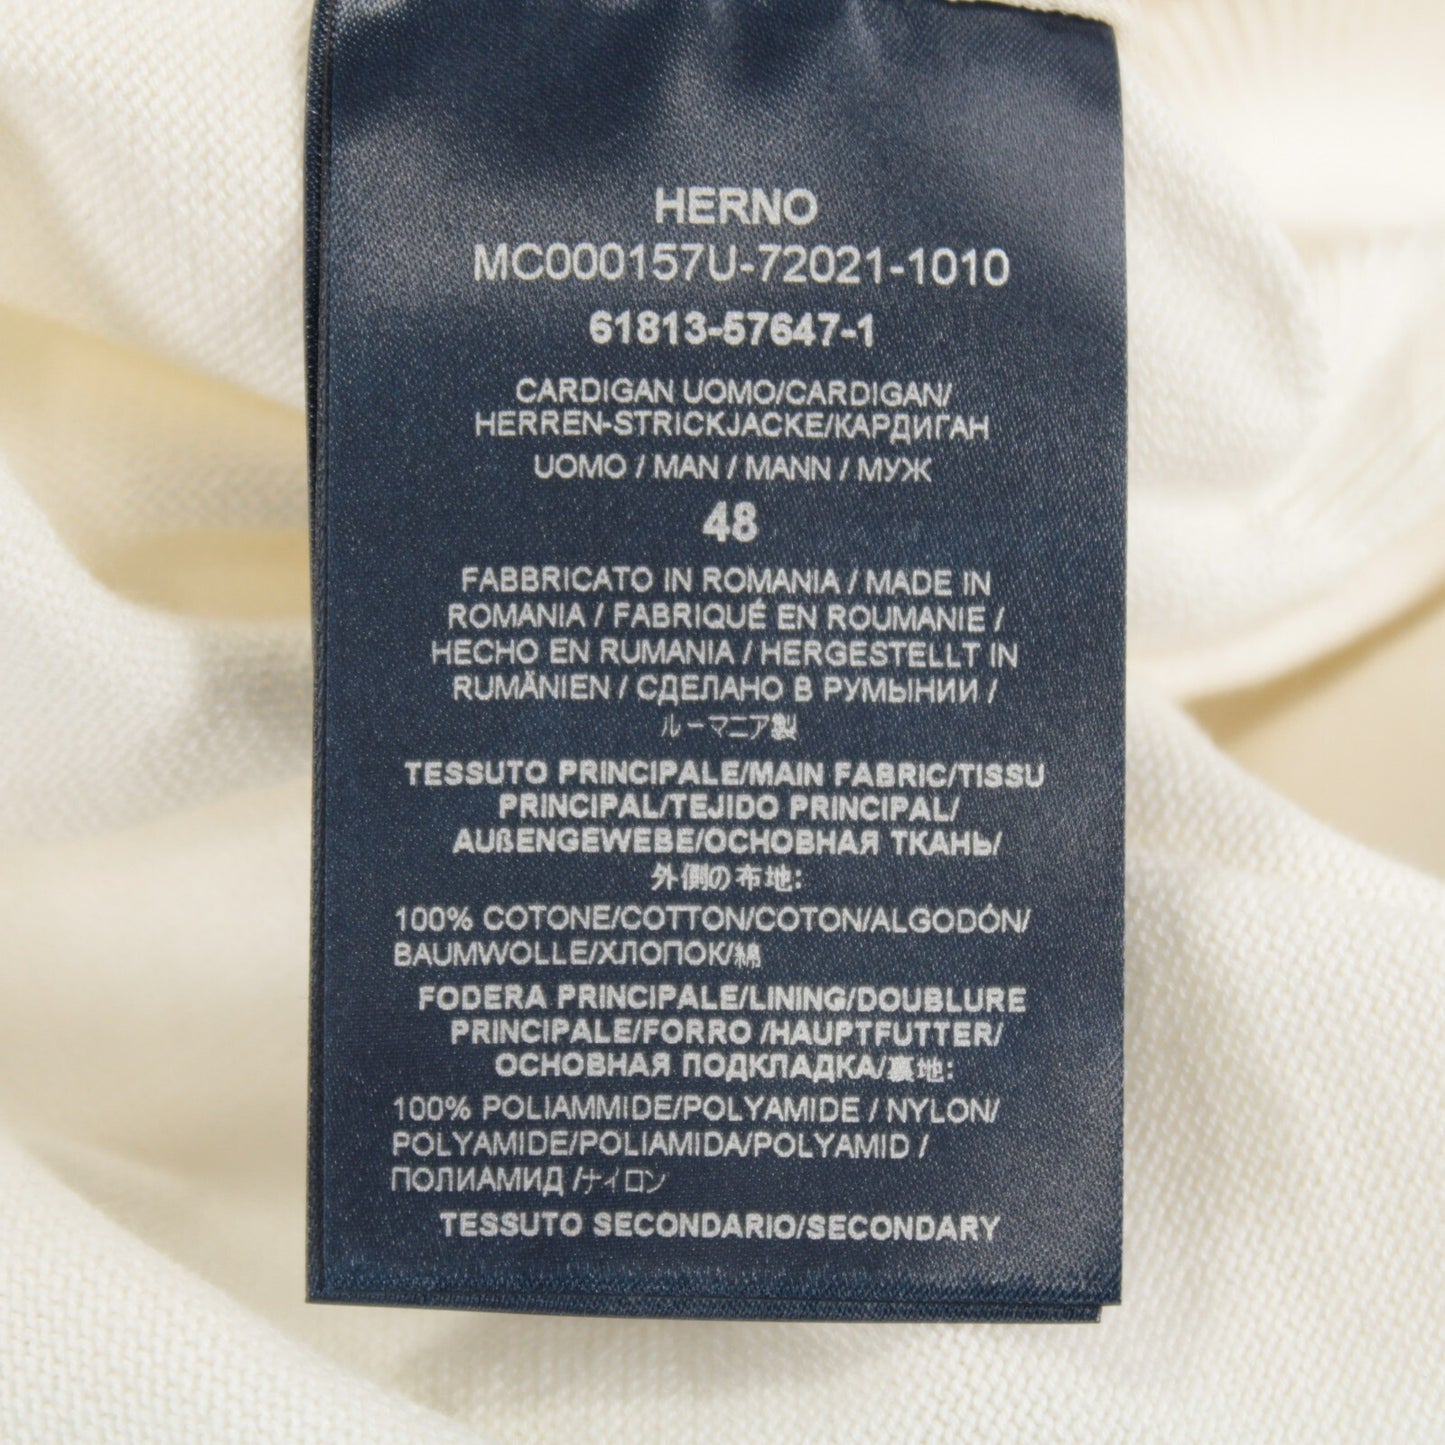 HERNO
MC000157U-72021-1010
61813-57647-1
CARDIGAN UOMO/CARDIGAN/
HERREN-STRICKJACKE/КАРДИГАН
UOMO / MAN / MANN / МУЖ
48
FABBRICATO IN ROMANIA / MADE IN
ROMANIA / FABRIQUÉ EN ROUMANIE /
HECHO EN RUMANIA / HERGESTELLT IN
RUMÄNIEN / СДЕЛАНО В РУМЫНИИ /
ルーマニア製
TESSUTO PRINCIPALE/MAIN FABRIC/TISSU
PRINCIPAL/TEJIDO PRINCIPAL/
AUßENGEWEBE/ОСНОВНАЯ ТКАНЬ/
外側の布地:
100% COTONE/COTTON/COTON/ALGODÓN/
BAUMWOLLE/ХЛОПОК/綿
FODERA PRINCIPALE/LINING/DOUBLURE
PRINCIPALE/FORRO /HAUPTFUTTER/
ОСНОВНАЯ ПОДКЛАДКА/裏地:
100% POLIAMMIDE/POLYAMIDE / NYLON/
POLYAMIDE/POLIAMIDA/POLYAMID /
ПОЛИАМИД /ナイロン
TESSUTO SECONDARIO/SECONDARY